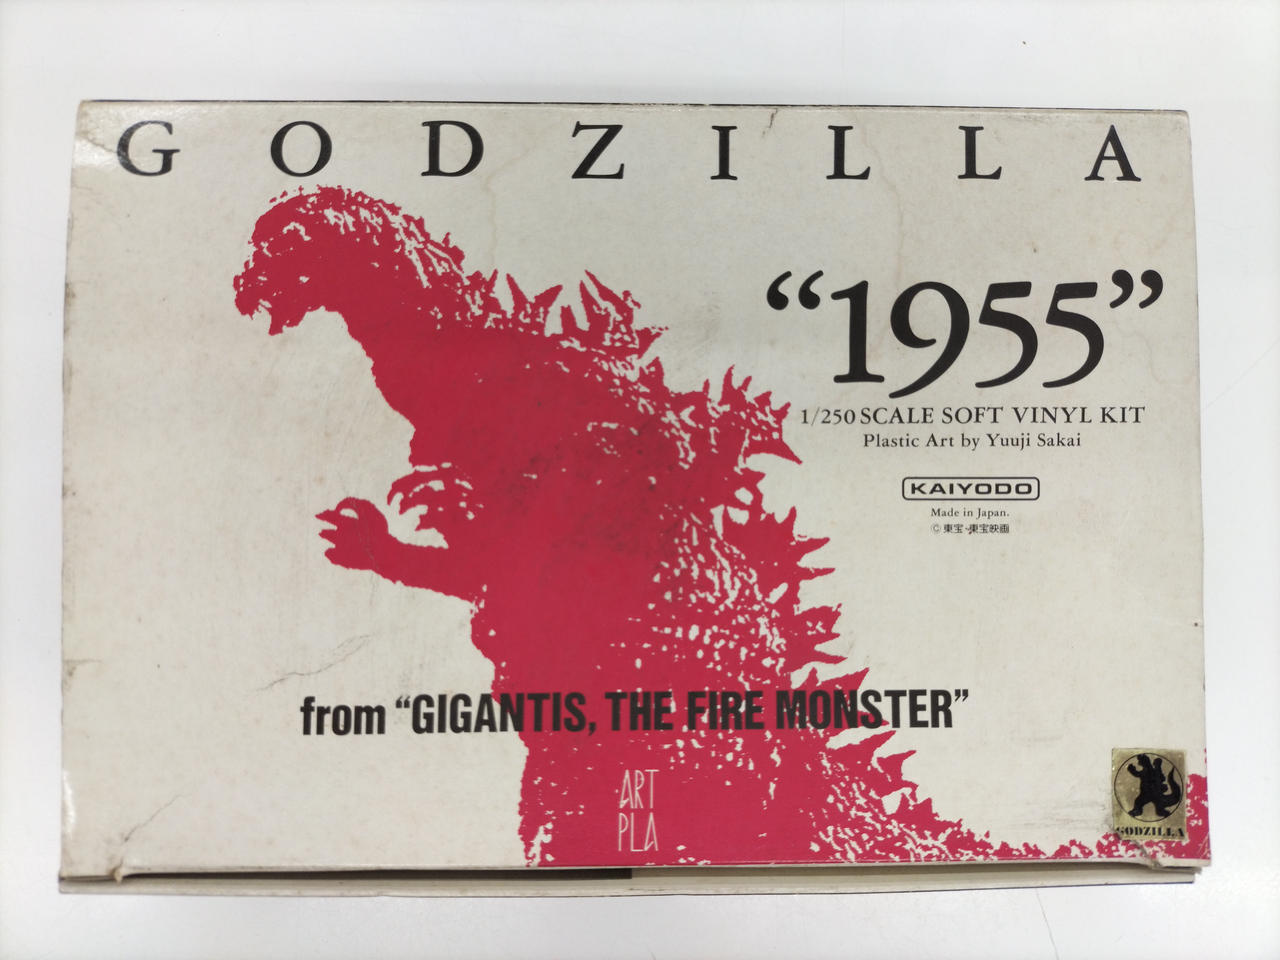 GODZILLA
“1955”
1/250 SCALE SOFT VINYL KIT
Plastic Art by Yuuji Sakai
KAIYODO
Made in Japan.
©東宝・東宝映画
from “GIGANTIS, THE FIRE MONSTER”
ART
PLA
GODZILLA